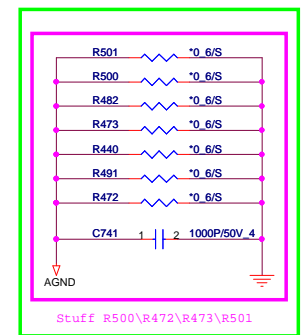 R501 *0_6/S
R500 *0_6/S
R482 *0_6/S
R473 *0_6/S
R440 *0_6/S
R491 *0_6/S
R472 *0_6/S
C741 1 2 1000P/50V_4
AGND
Stuff R500\R472\R473\R501